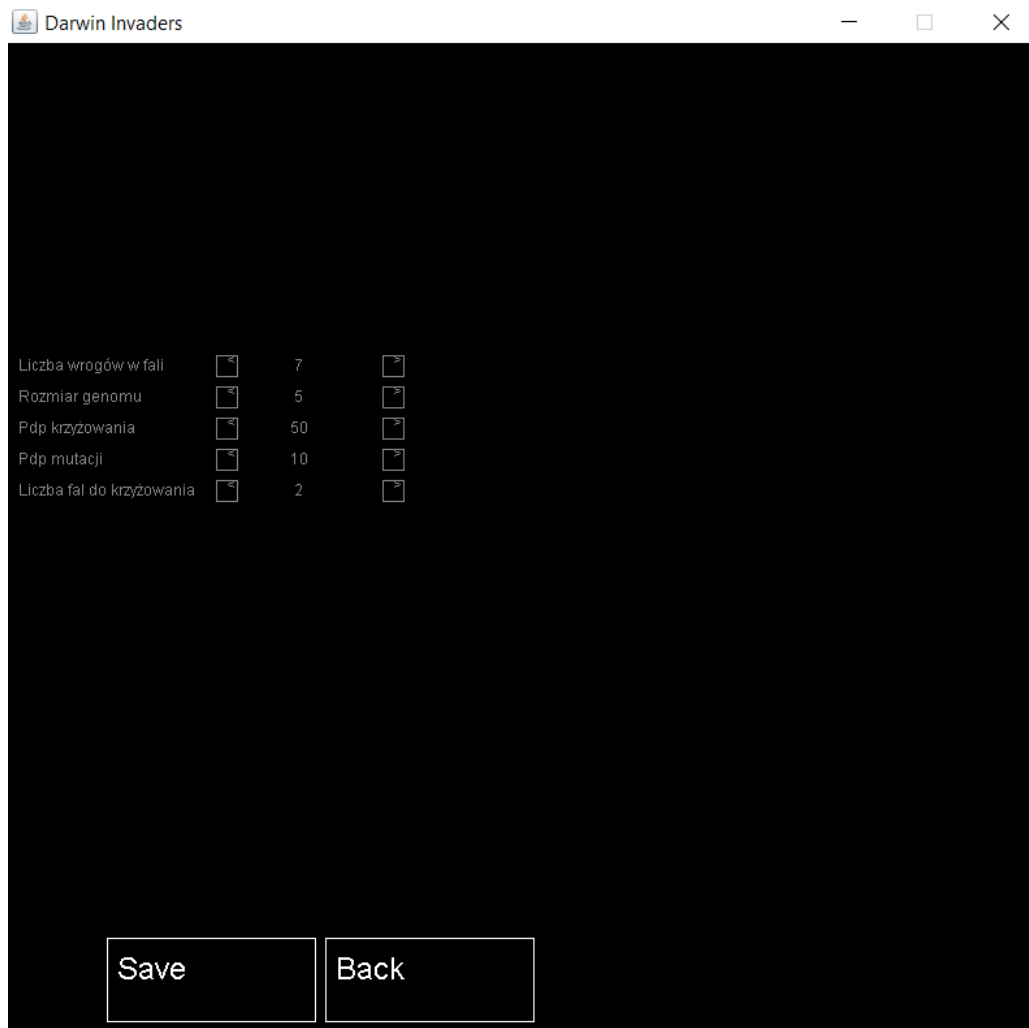 Darwin Invaders
Liczba wrogów w fali < 7 >
Rozmiar genomu < 5 >
Pdp krzyżowania < 50 >
Pdp mutacji < 10 >
Liczba fal do krzyżowania < 2 >
Save Back